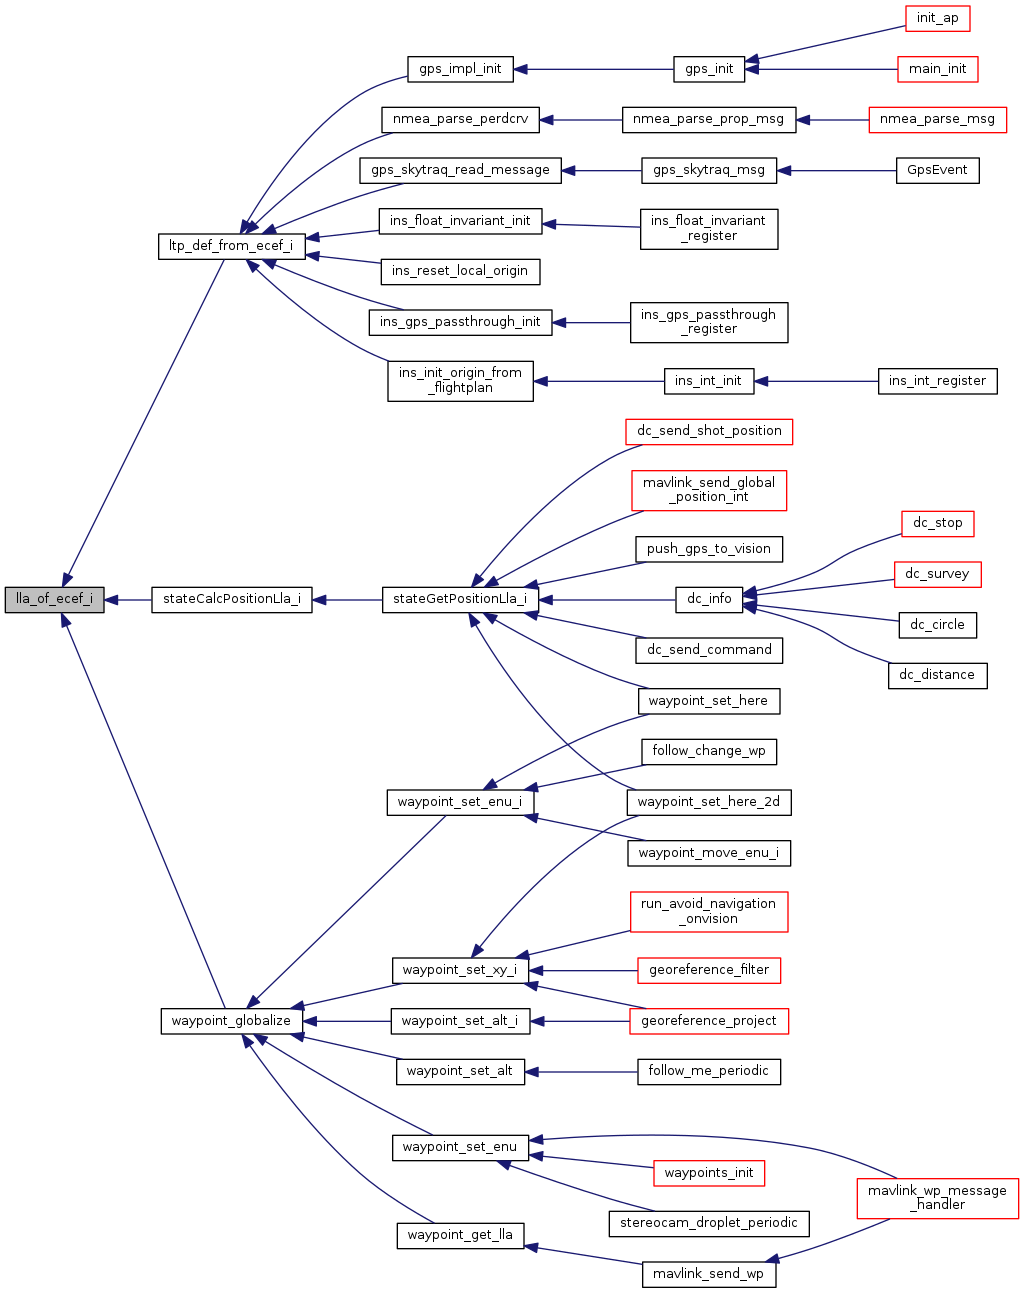 init_ap
gps_impl_init
gps_init
main_init
nmea_parse_perdcrv
nmea_parse_prop_msg
nmea_parse_msg
gps_skytraq_read_message
gps_skytraq_msg
GpsEvent
ins_float_invariant_init
ins_float_invariant
_register
ltp_def_from_ecef_i
ins_reset_local_origin
ins_gps_passthrough_init
ins_gps_passthrough
_register
ins_init_origin_from
_flightplan
ins_int_init
ins_int_register
dc_send_shot_position
mavlink_send_global
_position_int
dc_stop
push_gps_to_vision
dc_survey
lla_of_ecef_i
stateCalcPositionLla_i
stateGetPositionLla_i
dc_info
dc_circle
dc_send_command
dc_distance
waypoint_set_here
follow_change_wp
waypoint_set_enu_i
waypoint_set_here_2d
waypoint_move_enu_i
run_avoid_navigation
_onvision
waypoint_set_xy_i
georeference_filter
waypoint_globalize
waypoint_set_alt_i
georeference_project
waypoint_set_alt
follow_me_periodic
waypoint_set_enu
waypoints_init
mavlink_wp_message
_handler
stereocam_droplet_periodic
waypoint_get_lla
mavlink_send_wp